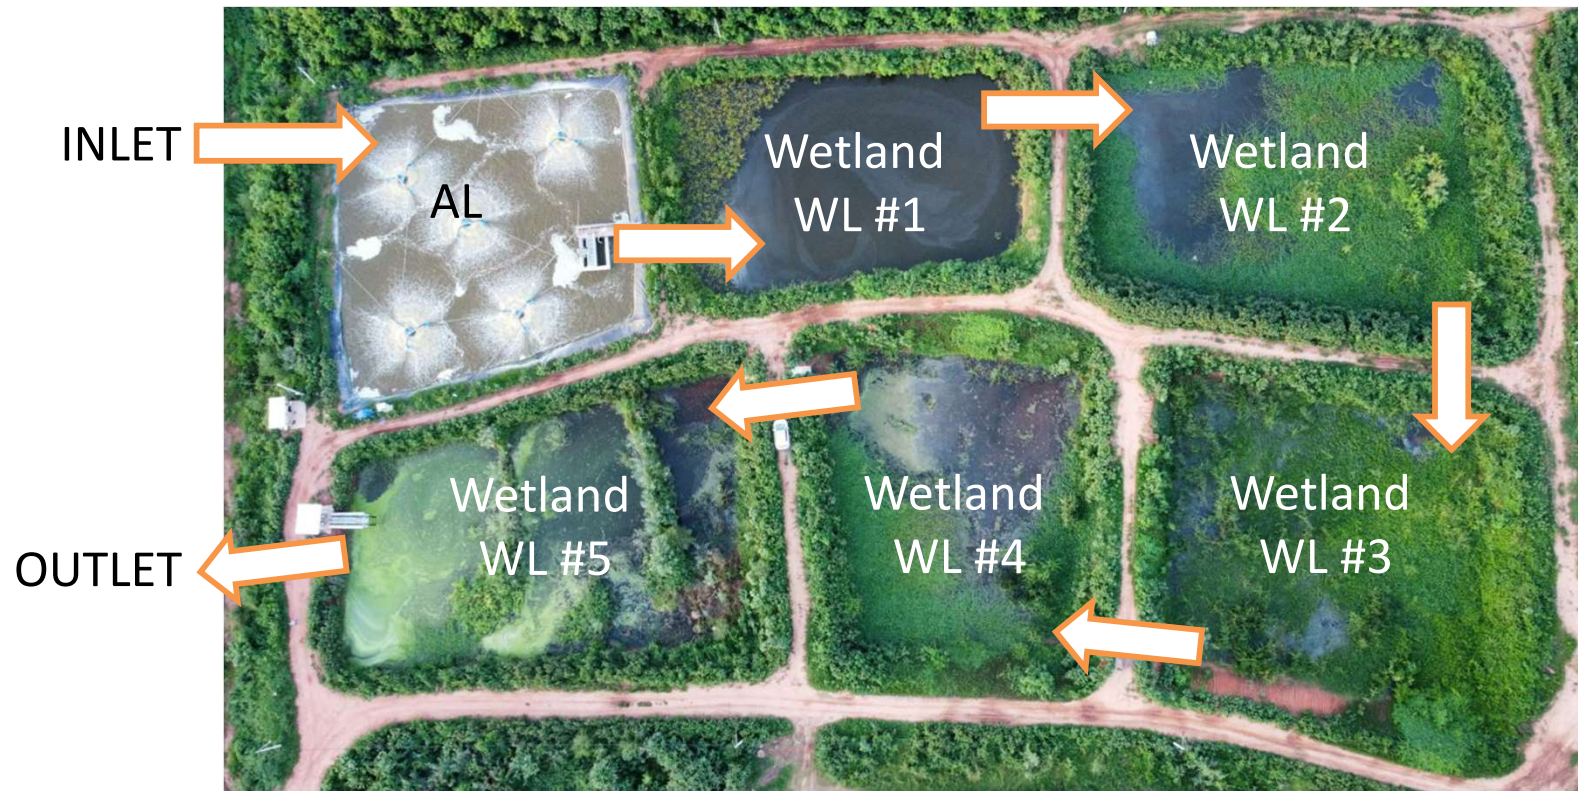 INLET
AL
Wetland
WL #1
Wetland
WL #2
Wetland
WL #5
Wetland
WL #4
Wetland
WL #3
OUTLET